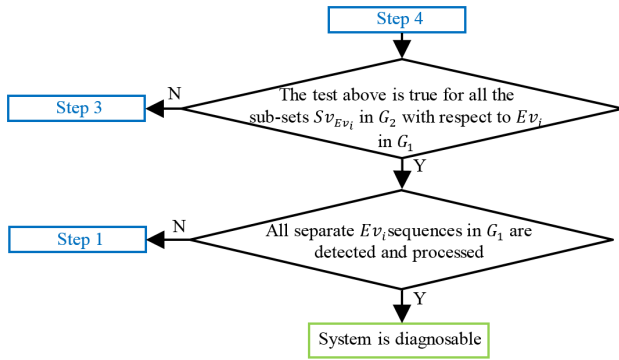 Step 4
The test above is true for all the
sub-sets Sv_{Ev_i} in G_2 with respect to Ev_i
in G_1
N
Step 3
Y
All separate Ev_i sequences in G_1 are
detected and processed
N
Step 1
Y
System is diagnosable